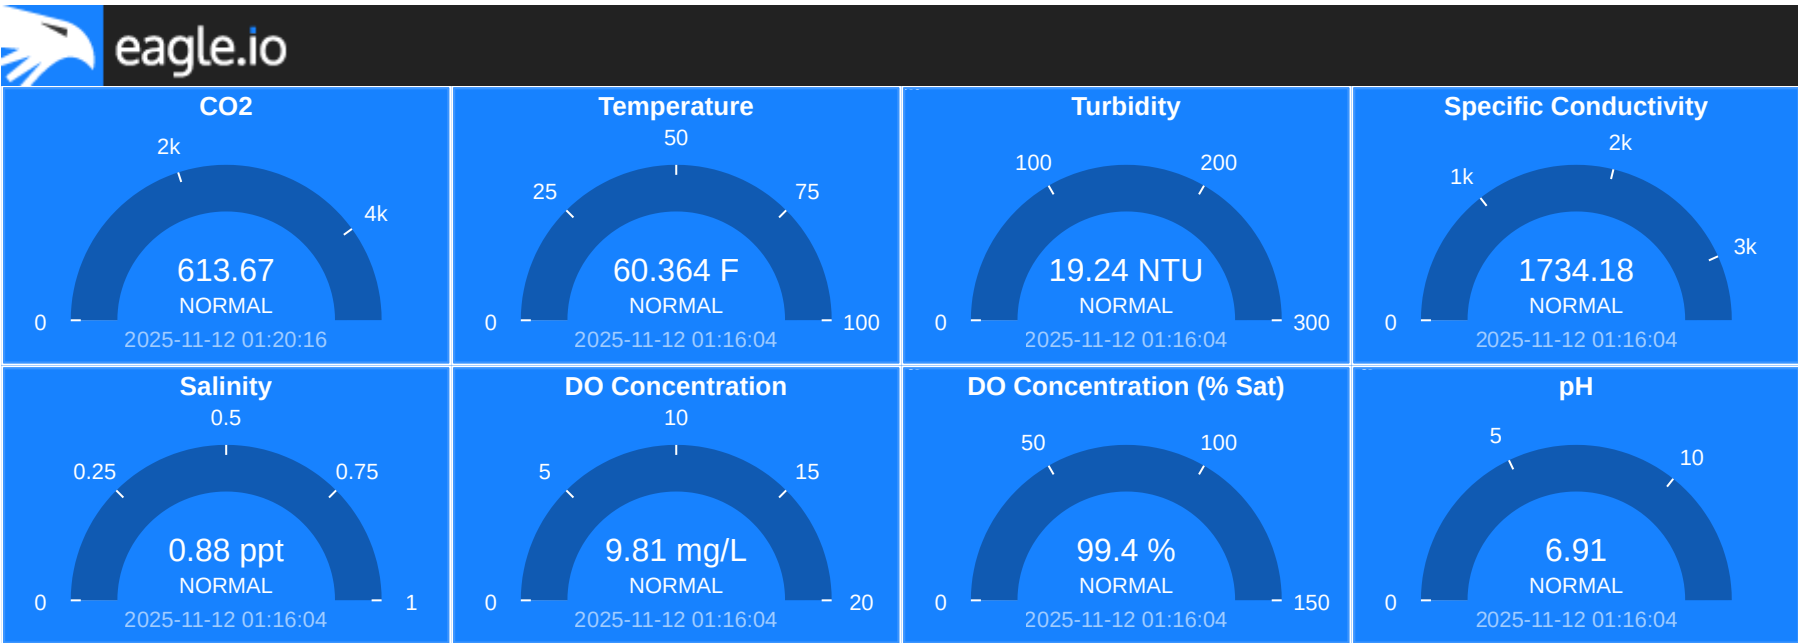 eagle.io
CO2
2k
4k
613.67
NORMAL
0
2025-11-12 01:20:16
Temperature
50
25
75
60.364 F
NORMAL
0
100
2025-11-12 01:16:04
Turbidity
100
200
19.24 NTU
NORMAL
0
300
2025-11-12 01:16:04
Specific Conductivity
2k
1k
3k
1734.18
NORMAL
0
2025-11-12 01:16:04
Salinity
0.5
0.25
0.75
0.88 ppt
NORMAL
0
1
2025-11-12 01:16:04
DO Concentration
10
5
15
9.81 mg/L
NORMAL
0
20
2025-11-12 01:16:04
DO Concentration (% Sat)
50
100
99.4 %
NORMAL
0
150
2025-11-12 01:16:04
pH
5
10
6.91
NORMAL
0
2025-11-12 01:16:04